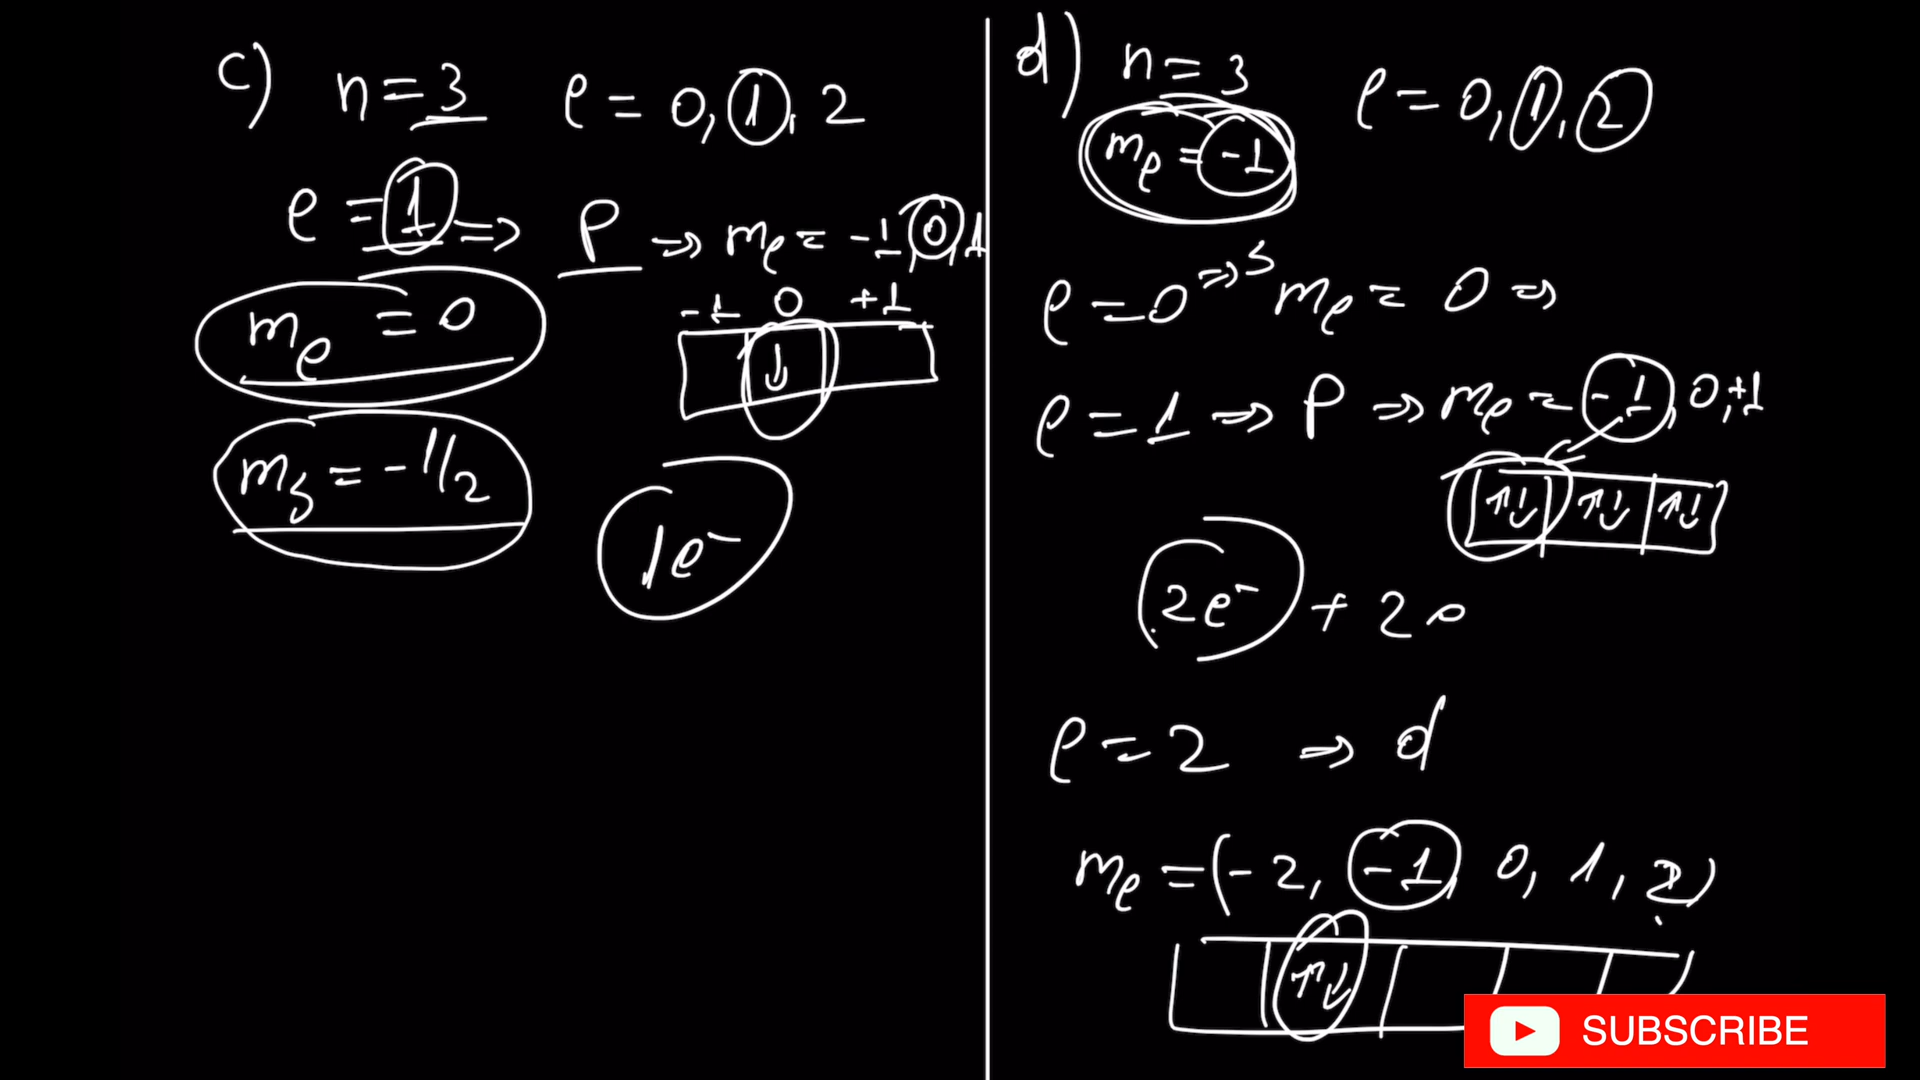 c) n = 3 ℓ = 0, 1, 2
ℓ = 1 ⇒ P ⇒ mℓ = -1, 0, 1
mℓ = 0
-1 0 +1
↓
ms = -1/2
1e⁻
d) n = 3 ℓ = 0, 1, 2
mℓ = -1
ℓ = 0 ⇒ s mℓ = 0 ⇒
ℓ = 1 ⇒ P ⇒ mℓ = -1, 0, +1
↑↓ ↑↓ ↑↓
2e⁻ + 2e
ℓ = 2 ⇒ d
mℓ = (-2, -1, 0, 1, 2)
↑↓
SUBSCRIBE